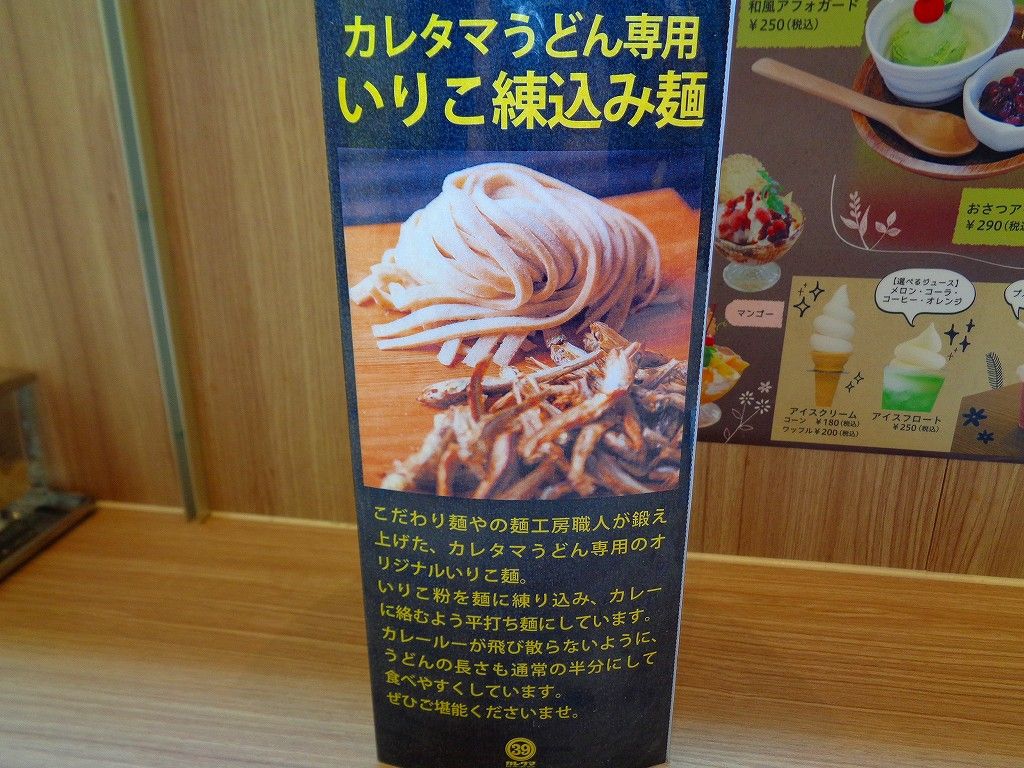 カレタマうどん専用
いりこ練込み麺
こだわり麺やの麺工房職人が鍛え
上げた、カレタマうどん専用のオ
リジナルいりこ麺。
いりこ粉を麺に練り込み、カレー
に絡むよう平打ち麺にしています。
カレールーが飛び散らないように、
うどんの長さも通常の半分にして
食べやすくしています。
ぜひご堪能くださいませ。
39
カレタマ
和風アフォガード
¥250(税込)
おさつア
¥290(税込
【選べるジュース】
メロン・コーラ・
コーヒー・オレンジ
マンゴー
アイスクリーム
コーン ¥180(税込)
ワッフル¥200(税込)
アイスフロート
¥250(税込)